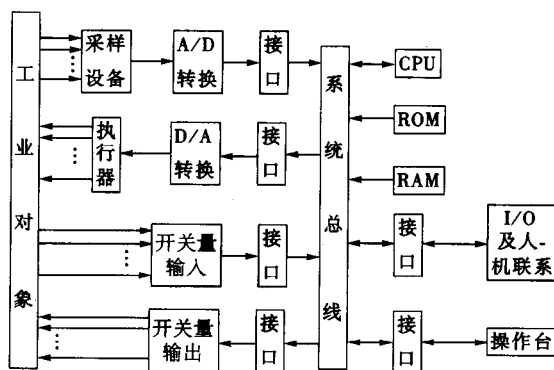 工业对象
采样
设备
A/D
转换
接口
执行器
D/A
转换
接口
开关量
输入
接口
开关量
输出
接口
系统总线
CPU
ROM
RAM
接口
I/O
及人-
机联系
接口
操作台